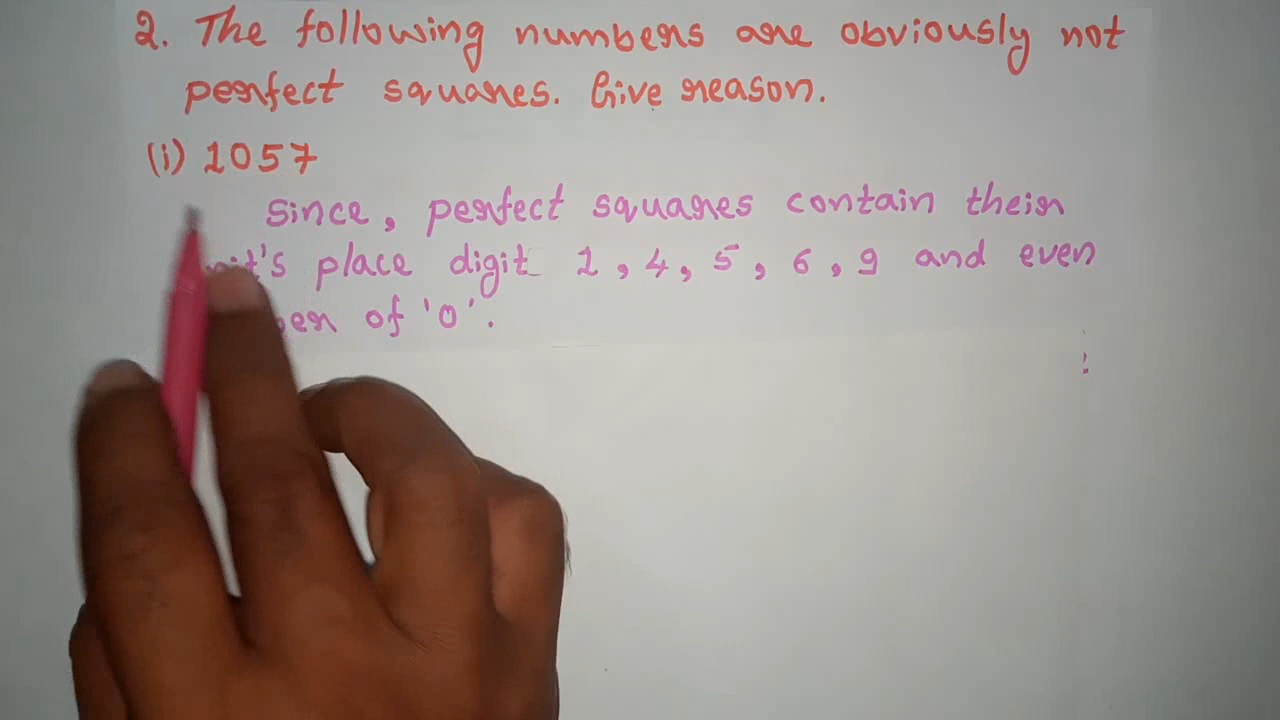 2. The following numbers are obviously not
perfect squares. Give reason.
(i) 1057
Since, perfect squares contain their
place digit 1, 4, 5, 6, 9 and even
of '0'.